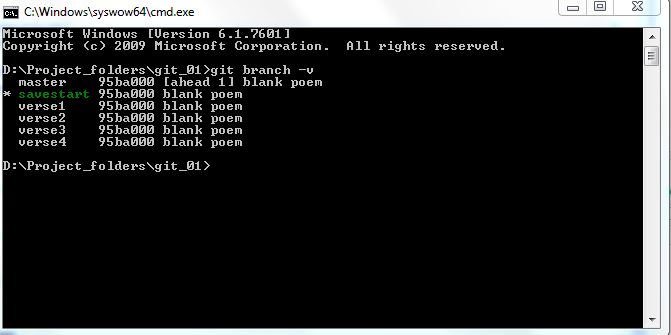 C:\Windows\syswow64\cmd.exe
Microsoft Windows [Version 6.1.7601]
Copyright (c) 2009 Microsoft Corporation.  All rights reserved.
D:\Project_folders\git_01>git branch -v
  master     95ba000 [ahead 1] blank poem
* savestart  95ba000 blank poem
  verse1     95ba000 blank poem
  verse2     95ba000 blank poem
  verse3     95ba000 blank poem
  verse4     95ba000 blank poem
D:\Project_folders\git_01>